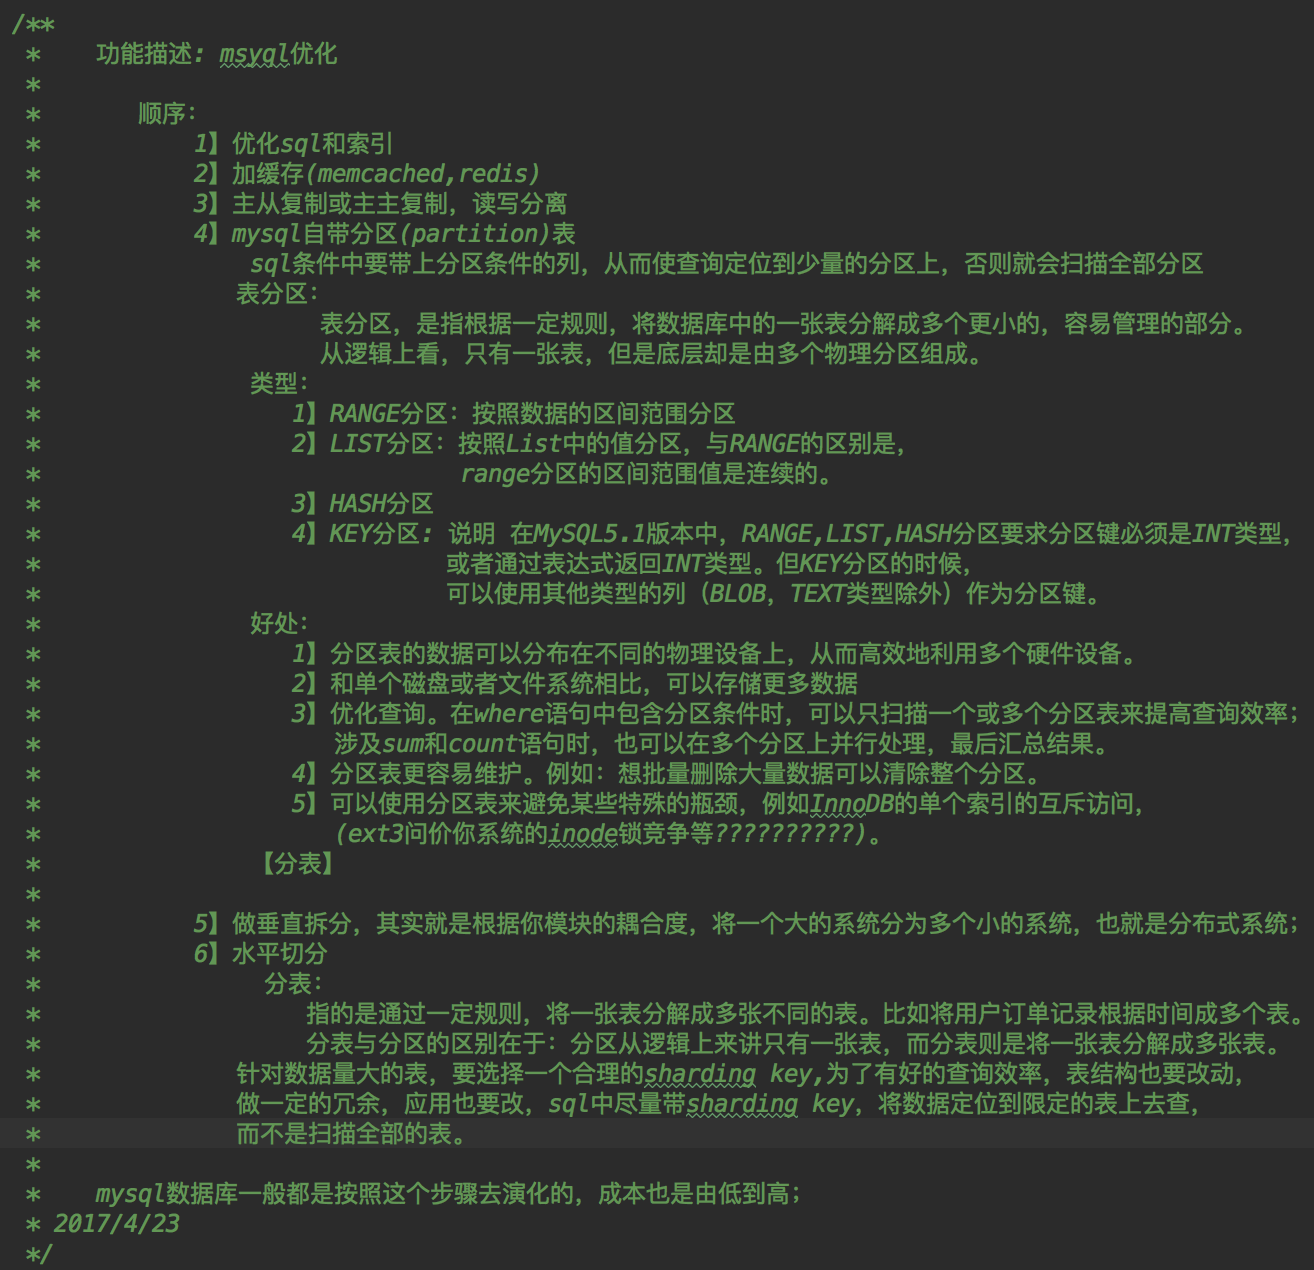 /**
* 功能描述: msyql优化
*
* 顺序:
* 1】优化sql和索引
* 2】加缓存(memcached,redis)
* 3】主从复制或主主复制，读写分离
* 4】mysql自带分区(partition)表
* sql条件中要带上分区条件的列，从而使查询定位到少量的分区上，否则就会扫描全部分区
* 表分区:
* 表分区，是指根据一定规则，将数据库中的一张表分解成多个更小的，容易管理的部分。
* 从逻辑上看，只有一张表，但是底层却是由多个物理分区组成。
* 类型:
* 1】RANGE分区: 按照数据的区间范围分区
* 2】LIST分区: 按照List中的值分区，与RANGE的区别是，
* range分区的区间范围值是连续的。
* 3】HASH分区
* 4】KEY分区: 说明 在MySQL5.1版本中，RANGE,LIST,HASH分区要求分区键必须是INT类型，
* 或者通过表达式返回INT类型。但KEY分区的时候，
* 可以使用其他类型的列（BLOB，TEXT类型除外）作为分区键。
* 好处:
* 1】分区表的数据可以分布在不同的物理设备上，从而高效地利用多个硬件设备。
* 2】和单个磁盘或者文件系统相比，可以存储更多数据
* 3】优化查询。在where语句中包含分区条件时，可以只扫描一个或多个分区表来提高查询效率；
* 涉及sum和count语句时，也可以在多个分区上并行处理，最后汇总结果。
* 4】分区表更容易维护。例如: 想批量删除大量数据可以清除整个分区。
* 5】可以使用分区表来避免某些特殊的瓶颈，例如InnoDB的单个索引的互斥访问，
* (ext3问价你系统的inode锁竞争等??????????)。
* 【分表】
*
* 5】做垂直拆分，其实就是根据你模块的耦合度，将一个大的系统分为多个小的系统，也就是分布式系统；
* 6】水平切分
* 分表:
* 指的是通过一定规则，将一张表分解成多张不同的表。比如将用户订单记录根据时间成多个表。
* 分表与分区的区别在于: 分区从逻辑上来讲只有一张表，而分表则是将一张表分解成多张表。
* 针对数据量大的表，要选择一个合理的sharding key,为了有好的查询效率，表结构也要改动，
* 做一定的冗余，应用也要改，sql中尽量带sharding key，将数据定位到限定的表上去查，
* 而不是扫描全部的表。
*
* mysql数据库一般都是按照这个步骤去演化的，成本也是由低到高；
* 2017/4/23
*/